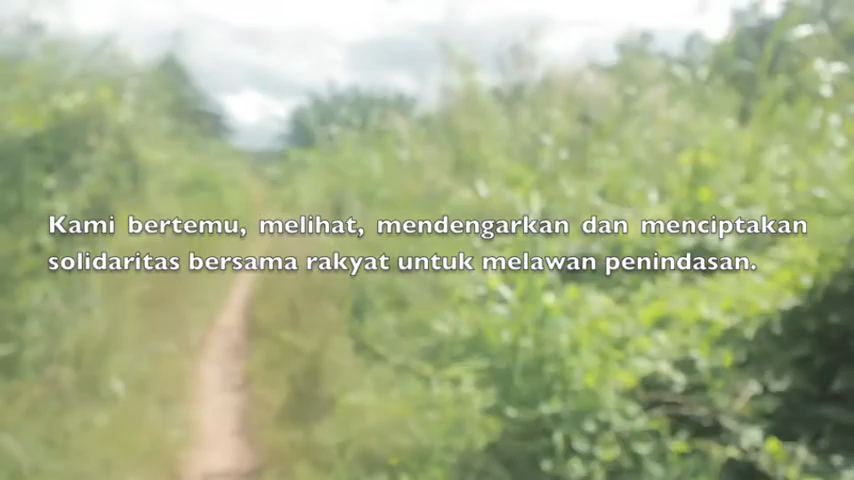 Kami bertemu, melihat, mendengarkan dan menciptakan
solidaritas bersama rakyat untuk melawan penindasan.